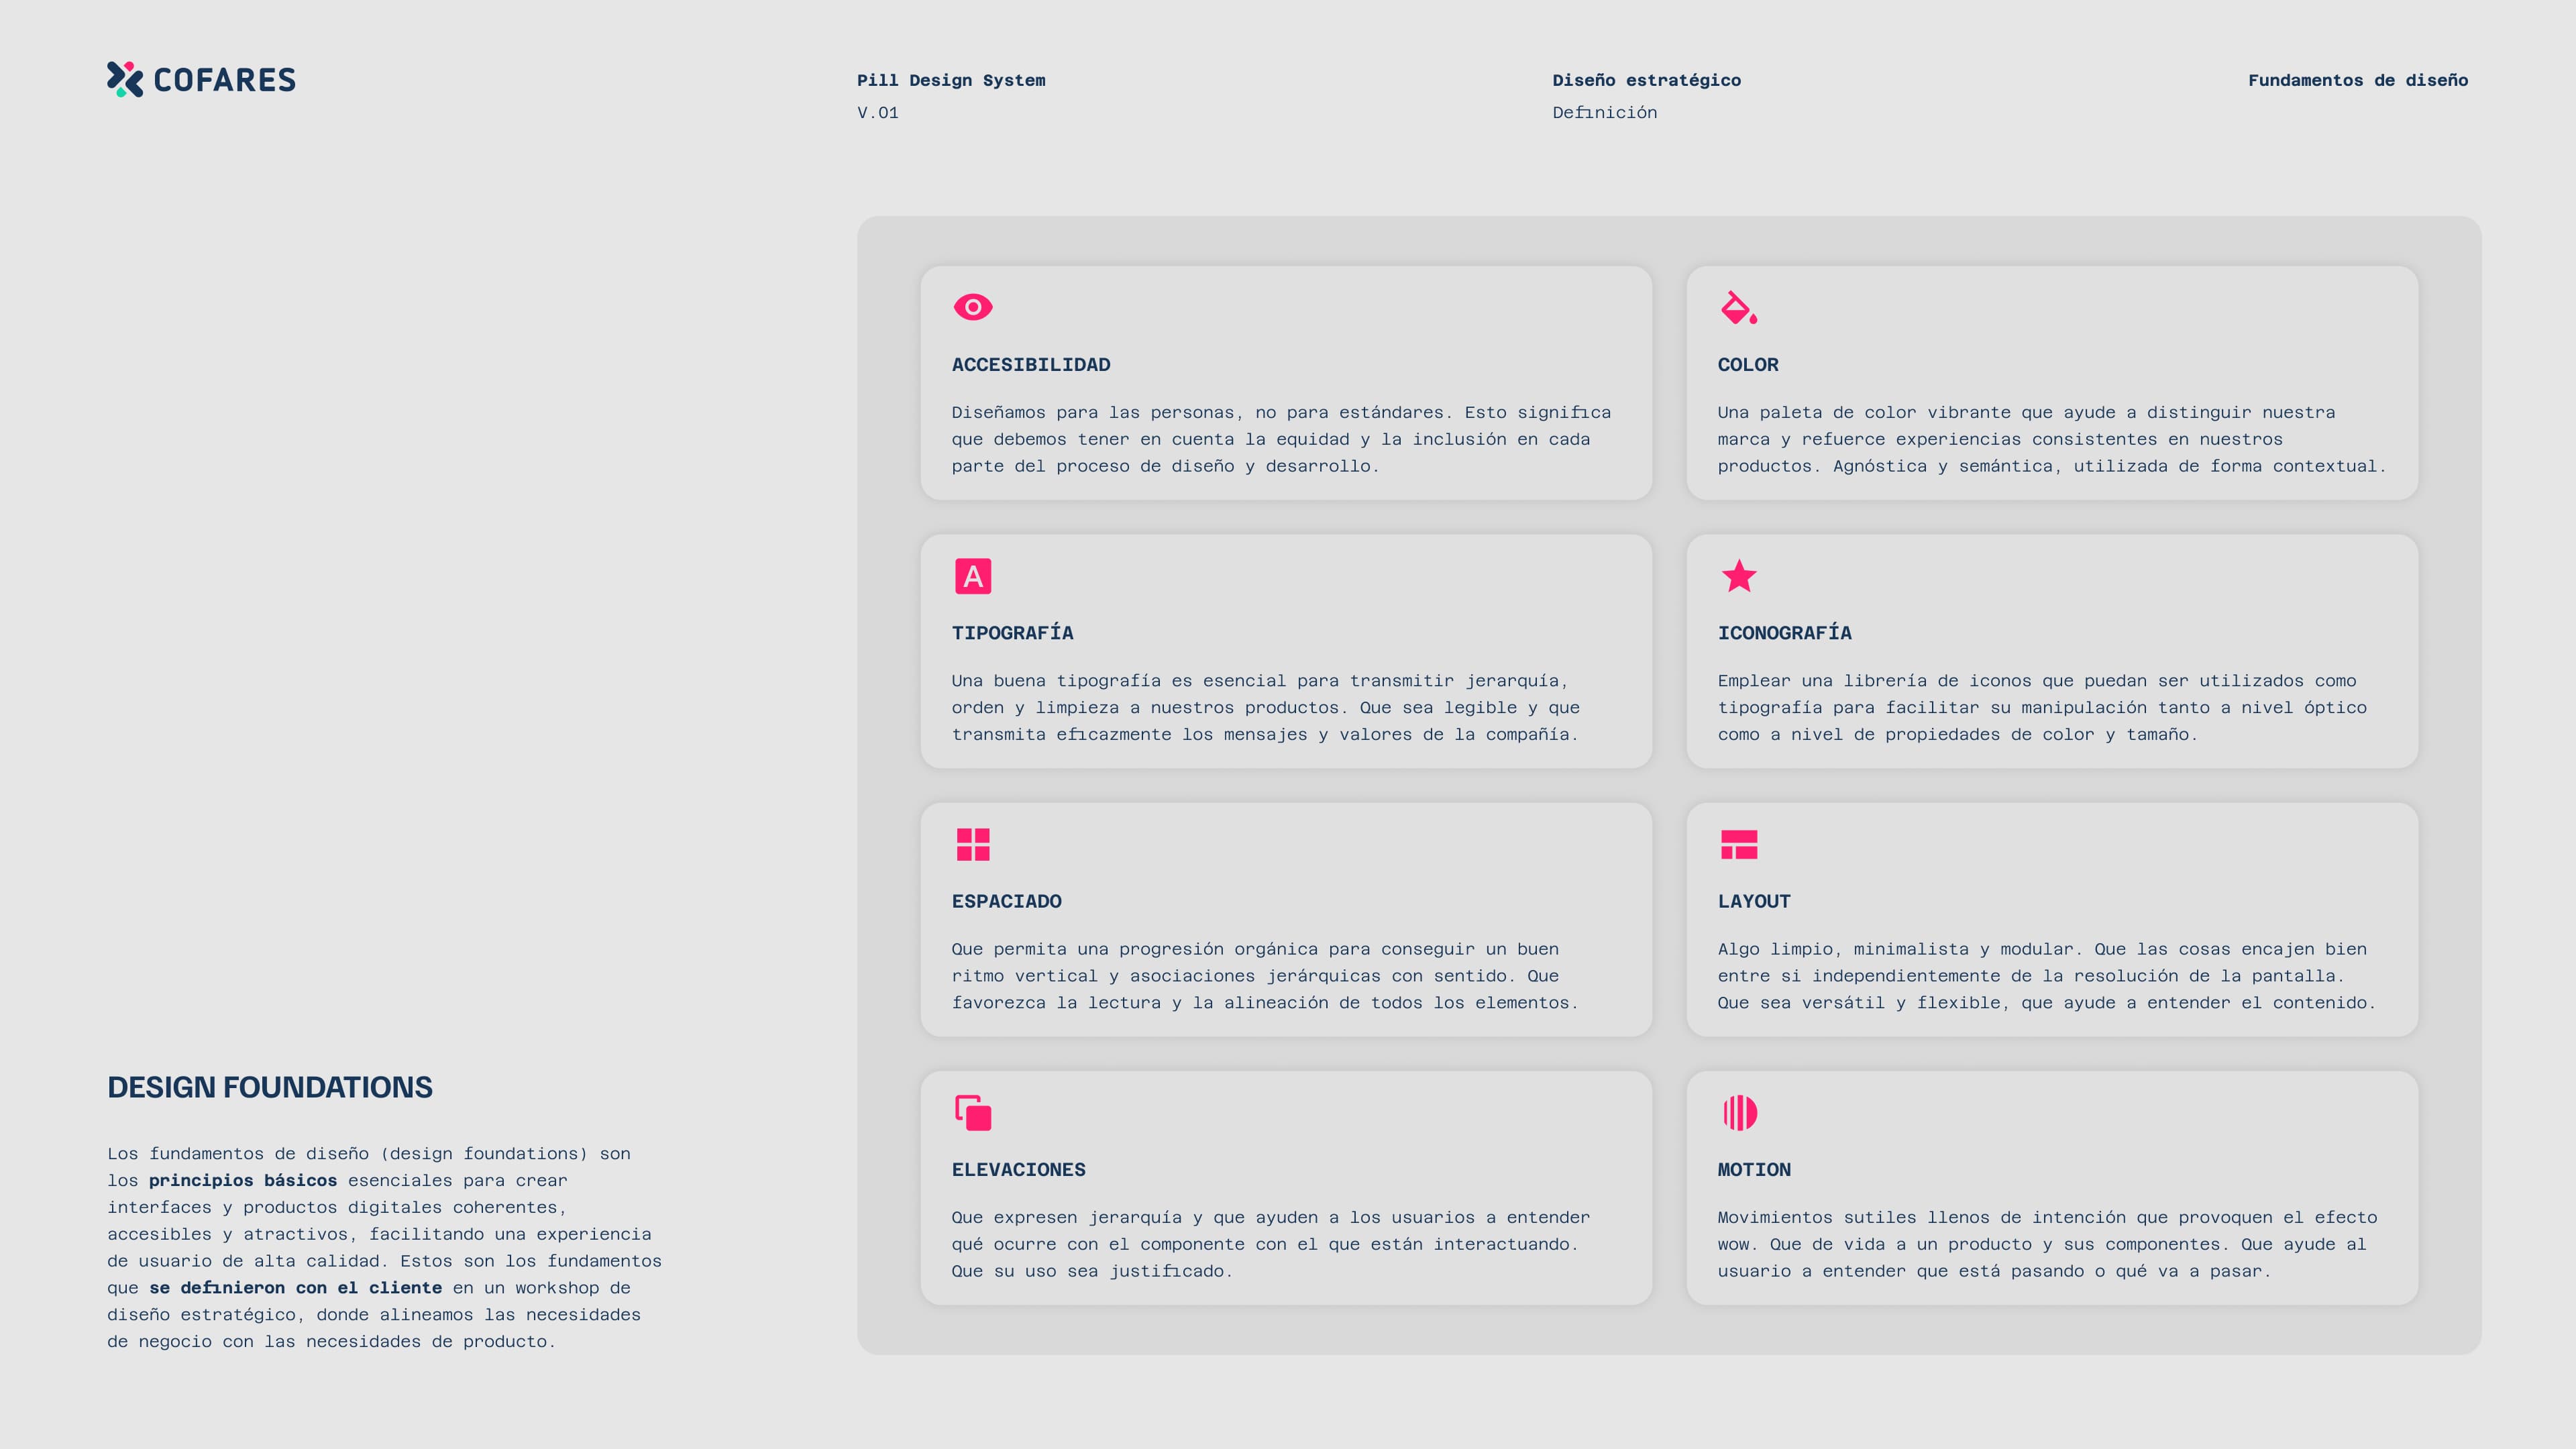 COFARES
Pill Design System
V.01
Diseño estratégico
Definición
Fundamentos de diseño
DESIGN FOUNDATIONS
Los fundamentos de diseño (design foundations) son
los principios básicos esenciales para crear
interfaces y productos digitales coherentes,
accesibles y atractivos, facilitando una experiencia
de usuario de alta calidad. Estos son los fundamentos
que se definieron con el cliente en un workshop de
diseño estratégico, donde alineamos las necesidades
de negocio con las necesidades de producto.
ACCESIBILIDAD
Diseñamos para las personas, no para estándares. Esto significa
que debemos tener en cuenta la equidad y la inclusión en cada
parte del proceso de diseño y desarrollo.
COLOR
Una paleta de color vibrante que ayude a distinguir nuestra
marca y refuerce experiencias consistentes en nuestros
productos. Agnóstica y semántica, utilizada de forma contextual.
A
TIPOGRAFÍA
Una buena tipografía es esencial para transmitir jerarquía,
orden y limpieza a nuestros productos. Que sea legible y que
transmita eficazmente los mensajes y valores de la compañía.
ICONOGRAFÍA
Emplear una librería de iconos que puedan ser utilizados como
tipografía para facilitar su manipulación tanto a nivel óptico
como a nivel de propiedades de color y tamaño.
ESPACIADO
Que permita una progresión orgánica para conseguir un buen
ritmo vertical y asociaciones jerárquicas con sentido. Que
favorezca la lectura y la alineación de todos los elementos.
LAYOUT
Algo limpio, minimalista y modular. Que las cosas encajen bien
entre si independientemente de la resolución de la pantalla.
Que sea versátil y flexible, que ayude a entender el contenido.
ELEVACIONES
Que expresen jerarquía y que ayuden a los usuarios a entender
qué ocurre con el componente con el que están interactuando.
Que su uso sea justificado.
MOTION
Movimientos sutiles llenos de intención que provoquen el efecto
wow. Que de vida a un producto y sus componentes. Que ayude al
usuario a entender que está pasando o qué va a pasar.